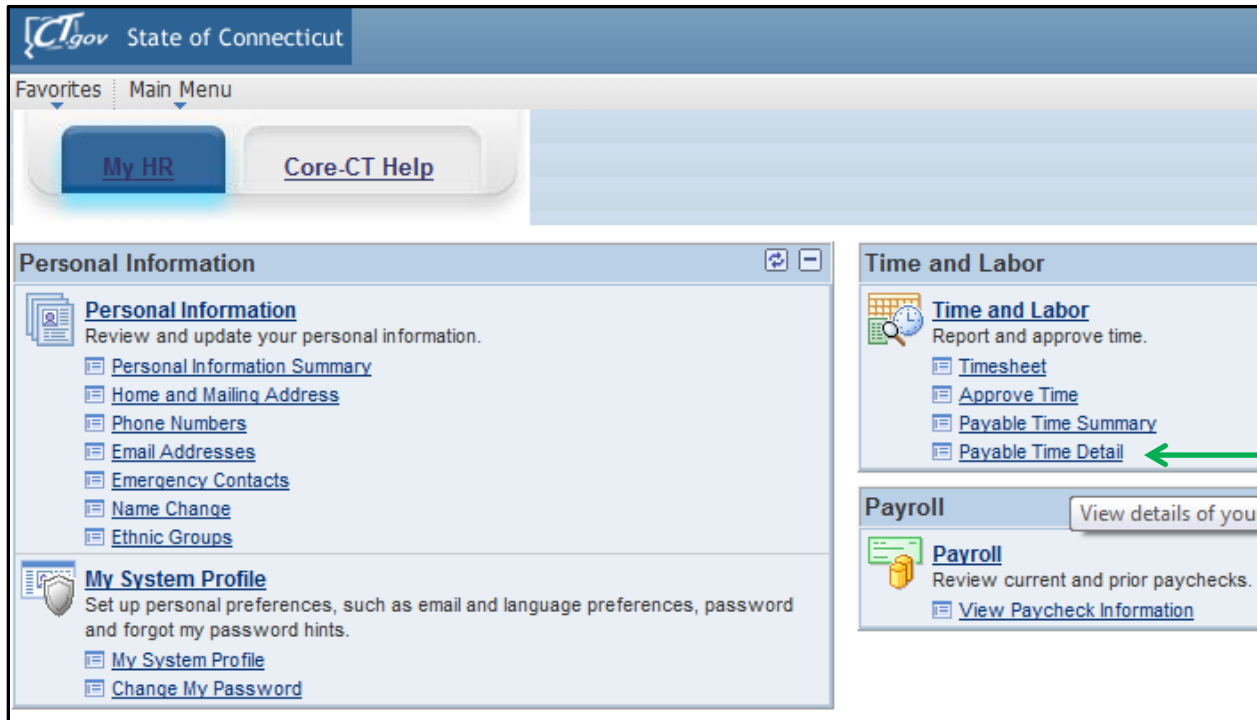 CT.gov State of Connecticut
Favorites Main Menu
My HR Core-CT Help
Personal Information
Personal Information
Review and update your personal information.
Personal Information Summary
Home and Mailing Address
Phone Numbers
Email Addresses
Emergency Contacts
Name Change
Ethnic Groups
My System Profile
Set up personal preferences, such as email and language preferences, password
and forgot my password hints.
My System Profile
Change My Password
Time and Labor
Time and Labor
Report and approve time.
Timesheet
Approve Time
Payable Time Summary
Payable Time Detail
Payroll
View details of you
Payroll
Review current and prior paychecks.
View Paycheck Information